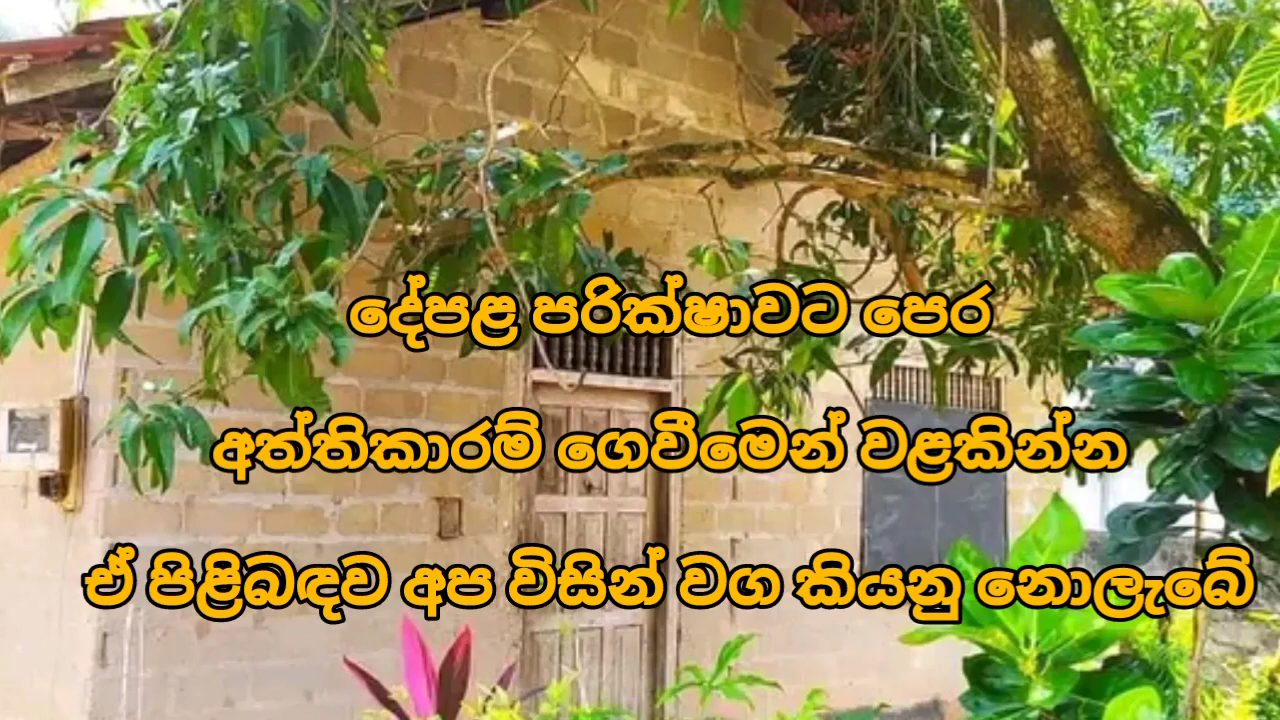 දේපළ පරික්ෂාවට පෙර
අත්තිකාරම් ගෙවීමෙන් වළකින්න
ඒ පිළිබඳව අප විසින් වග කියනු නොලැබේ